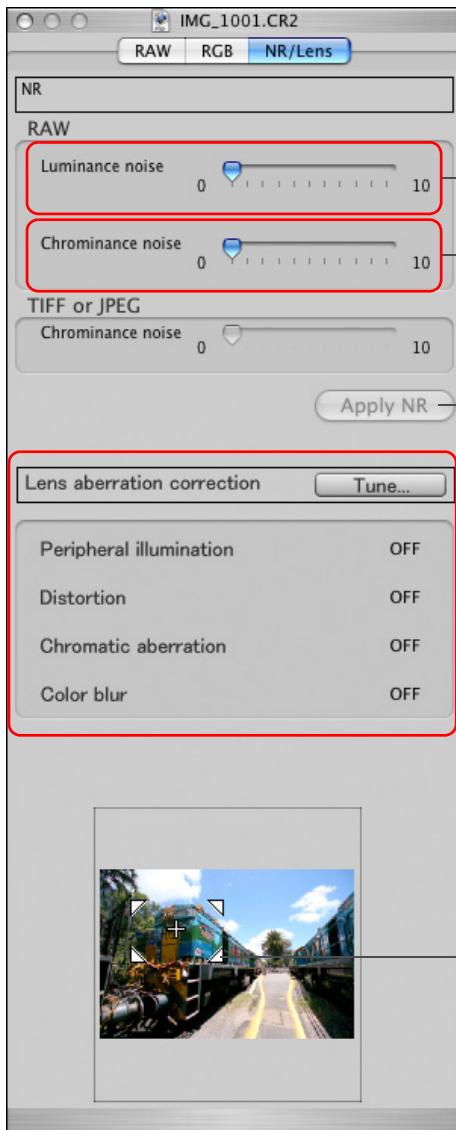 IMG_1001.CR2
RAW RGB NR/Lens
NR
RAW
Luminance noise
0 10
Chrominance noise
0 10
TIFF or JPEG
Chrominance noise
0 10
Apply NR
Lens aberration correction Tune...
Peripheral illumination OFF
Distortion OFF
Chromatic aberration OFF
Color blur OFF